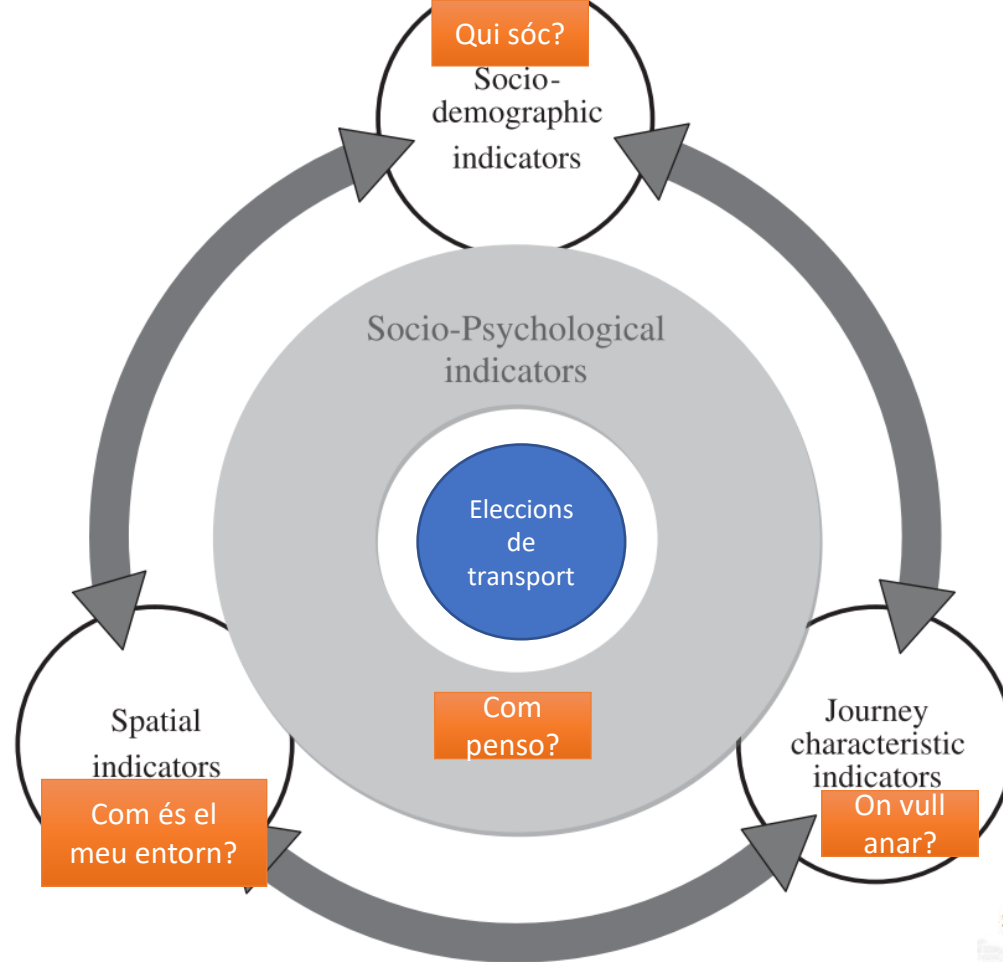 Qui sóc?
Socio-
demographic
indicators
Socio-Psychological
indicators
Eleccions
de
transport
Com
penso?
Spatial
indicators
Com és el
meu entorn?
Journey
characteristic
indicators
On vull
anar?